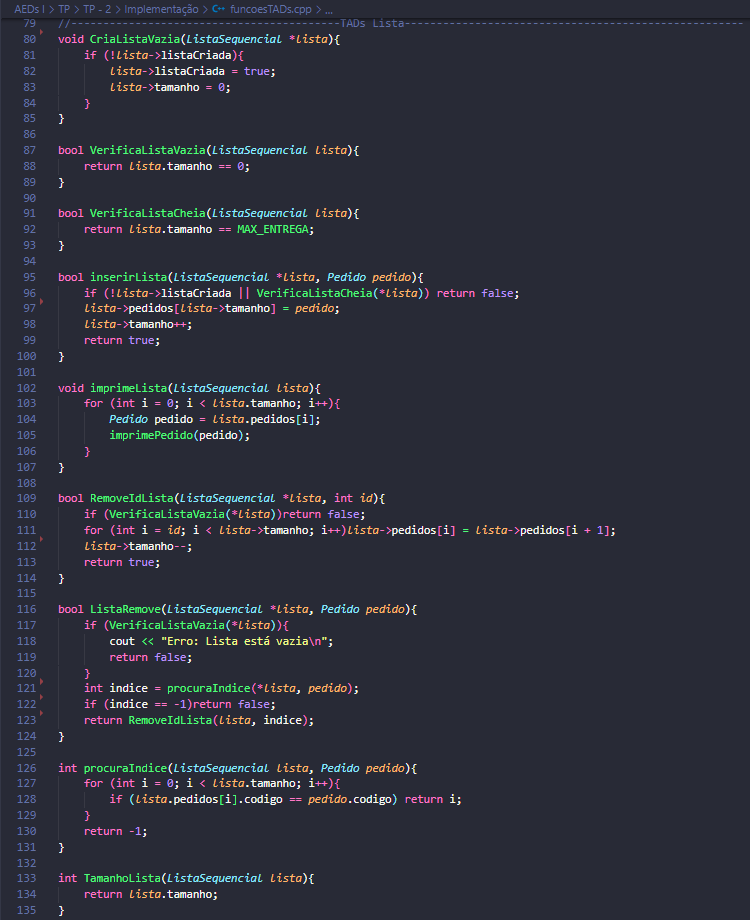 AEDs I > TP > TP - 2 > Implementação > C++ funcoesTADs.cpp > ...
79 //-----------------------------------------TADs Lista---------------------------------------------------
80 void CriaListaVazia(ListaSequencial *lista){
81     if (!lista->listaCriada){
82         lista->listaCriada = true;
83         lista->tamanho = 0;
84     }
85 }
86
87 bool VerificaListaVazia(ListaSequencial lista){
88     return lista.tamanho == 0;
89 }
90
91 bool VerificaListaCheia(ListaSequencial lista){
92     return lista.tamanho == MAX_ENTREGA;
93 }
94
95 bool inserirLista(ListaSequencial *lista, Pedido pedido){
96     if (!lista->listaCriada || VerificaListaCheia(*lista)) return false;
97     lista->pedidos[lista->tamanho] = pedido;
98     lista->tamanho++;
99     return true;
100 }
101
102 void imprimeLista(ListaSequencial lista){
103     for (int i = 0; i < lista.tamanho; i++){
104         Pedido pedido = lista.pedidos[i];
105         imprimePedido(pedido);
106     }
107 }
108
109 bool RemoveIdLista(ListaSequencial *lista, int id){
110     if (VerificaListaVazia(*lista))return false;
111     for (int i = id; i < lista->tamanho; i++)lista->pedidos[i] = lista->pedidos[i + 1];
112     lista->tamanho--;
113     return true;
114 }
115
116 bool ListaRemove(ListaSequencial *lista, Pedido pedido){
117     if (VerificaListaVazia(*lista)){
118         cout << "Erro: Lista está vazia\n";
119         return false;
120     }
121     int indice = procuraIndice(*lista, pedido);
122     if (indice == -1)return false;
123     return RemoveIdLista(lista, indice);
124 }
125
126 int procuraIndice(ListaSequencial lista, Pedido pedido){
127     for (int i = 0; i < lista.tamanho; i++){
128         if (lista.pedidos[i].codigo == pedido.codigo) return i;
129     }
130     return -1;
131 }
132
133 int TamanhoLista(ListaSequencial lista){
134     return lista.tamanho;
135 }